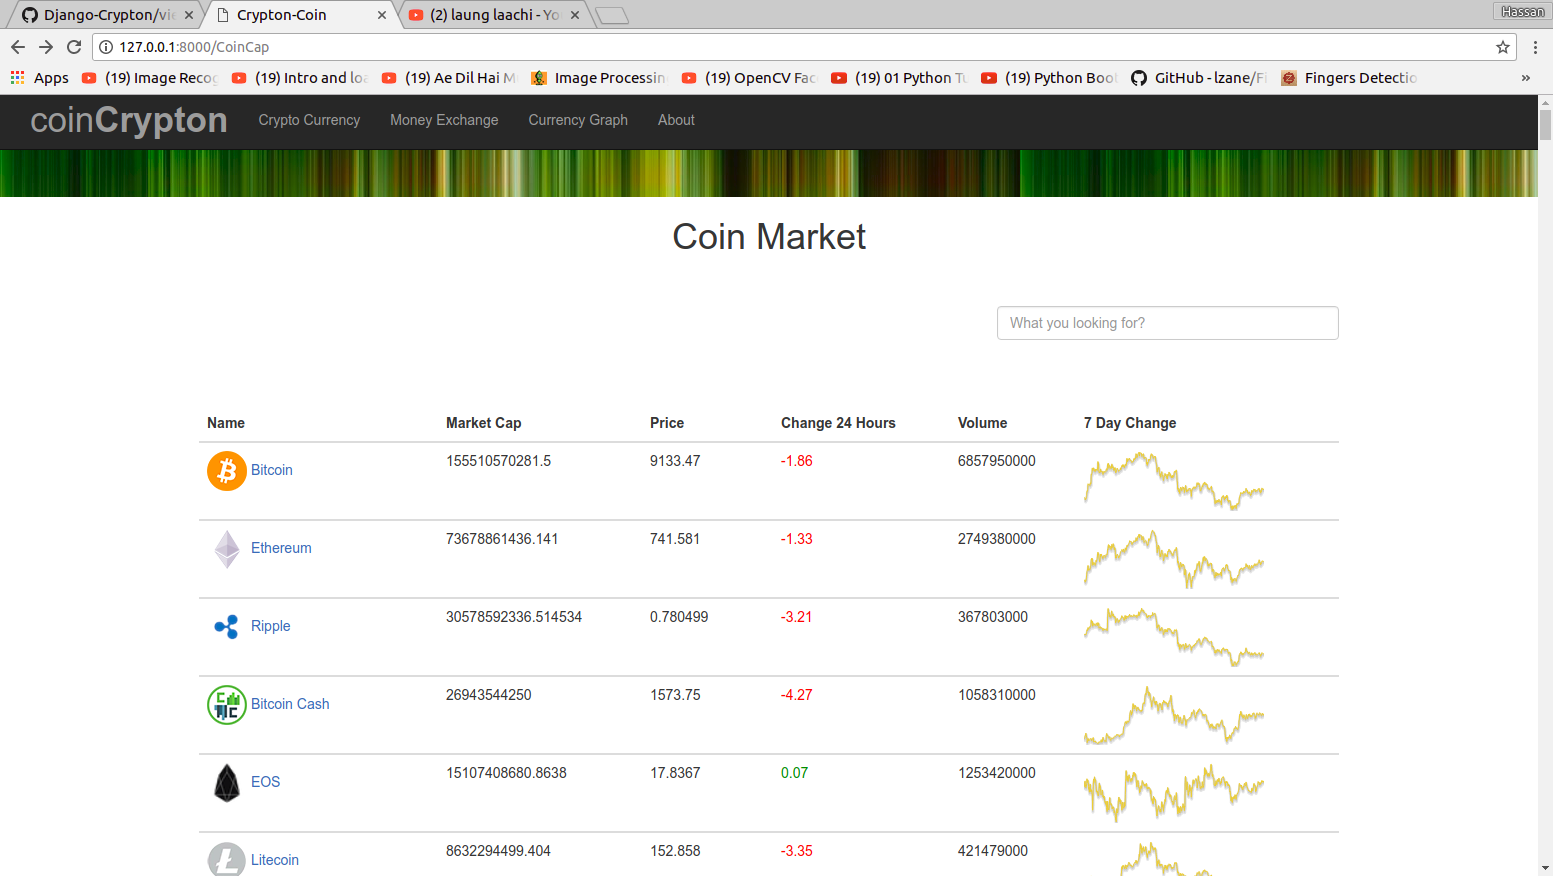 Django-Crypton/vie
Crypton-Coin
(2) laung laachi - Yo
Hassan
127.0.0.1:8000/CoinCap
Apps
(19) Image Recog
(19) Intro and loa
(19) Ae Dil Hai M
Image Processin
(19) OpenCV Fac
(19) 01 Python Tu
(19) Python Boot
GitHub - lzane/Fi
Fingers Detectio
»
coinCrypton
Crypto Currency
Money Exchange
Currency Graph
About
Coin Market
What you looking for?
Name Market Cap Price Change 24 Hours Volume 7 Day Change
Bitcoin 155510570281.5 9133.47 -1.86 6857950000
Ethereum 73678861436.141 741.581 -1.33 2749380000
Ripple 30578592336.514534 0.780499 -3.21 367803000
Bitcoin Cash 26943544250 1573.75 -4.27 1058310000
EOS 15107408680.8638 17.8367 0.07 1253420000
Litecoin 8632294499.404 152.858 -3.35 421479000